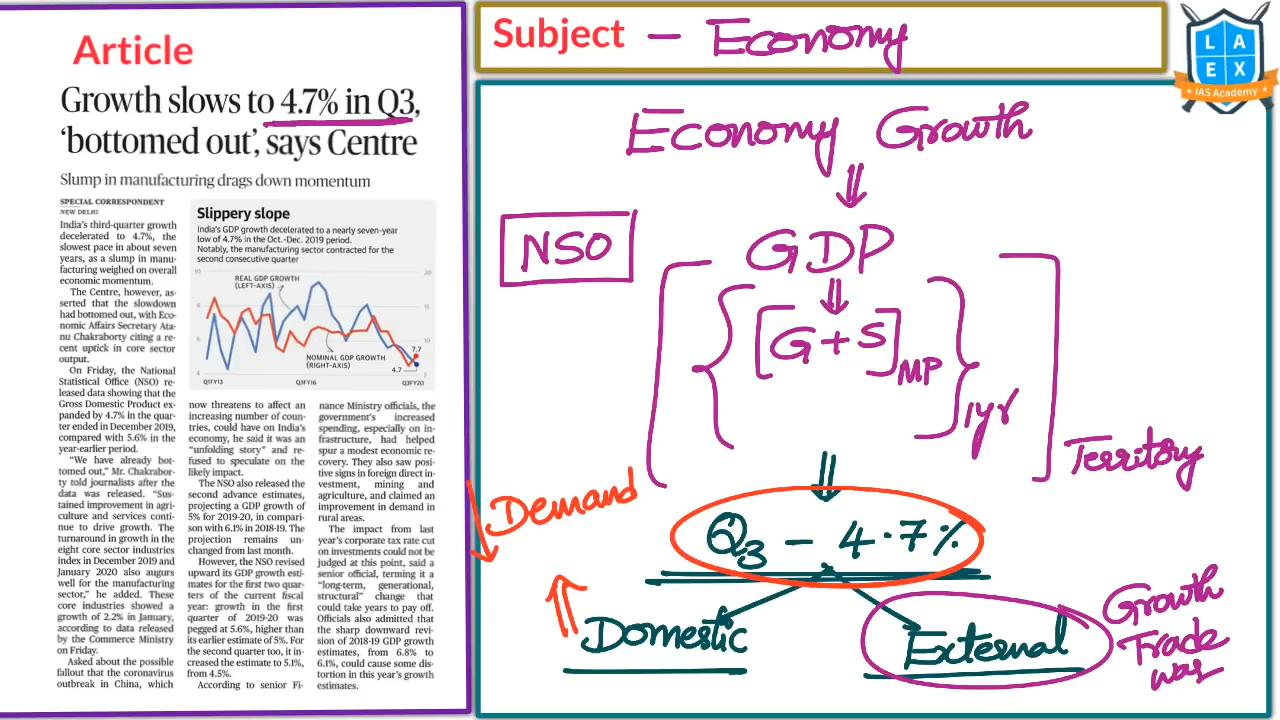 Article
Growth slows to 4.7% in Q3,
‘bottomed out’, says Centre
Slump in manufacturing drags down momentum
SPECIAL CORRESPONDENT
NEW DELHI
India's third-quarter growth
decelerated to 4.7%, the
slowest pace in about seven
years, as a slump in manu-
facturing weighed on overall
economic momentum.
The Centre, however, as-
serted that the slowdown
had bottomed out, with Eco-
nomic Affairs Secretary Ata-
nu Chakraborty citing a re-
cent uptick in core sector
output.
On Friday, the National
Statistical Office (NSO) re-
leased data showing that the
Gross Domestic Product ex-
panded by 4.7% in the quar-
ter ended in December 2019,
compared with 5.6% in the
year-earlier period.
“We have already bot-
tomed out,” Mr. Chakrabor-
ty told journalists after the
data was released. “Sus-
tained improvement in agri-
culture and services conti-
nue to drive growth. The
turnaround in growth in the
eight core sector industries
index in December 2019 and
January 2020 also augurs
well for the manufacturing
sector,” he added. These
core industries showed a
growth of 2.2% in January,
according to data released
by the Commerce Ministry
on Friday.
Asked about the possible
fallout that the coronavirus
outbreak in China, which
Slippery slope
India's GDP growth decelerated to a nearly seven-year
low of 4.7% in the Oct.-Dec. 2019 period.
Notably, the manufacturing sector contracted for the
second consecutive quarter
10
20
REAL GDP GROWTH
(LEFT-AXIS)
8
15
6
10
7.7
NOMINAL GDP GROWTH
(RIGHT-AXIS)
4.7
4
5
Q1FY13
Q3FY16
Q3FY20
now threatens to affect an
increasing number of coun-
tries, could have on India's
economy, he said it was an
“unfolding story” and re-
fused to speculate on the
likely impact.
The NSO also released the
second advance estimates,
projecting a GDP growth of
5% for 2019-20, in compari-
son with 6.1% in 2018-19. The
projection remains un-
changed from last month.
However, the NSO revised
upward its GDP growth esti-
mates for the first two quar-
ters of the current fiscal
year: growth in the first
quarter of 2019-20 was
pegged at 5.6%, higher than
its earlier estimate of 5%. For
the second quarter too, it in-
creased the estimate to 5.1%,
from 4.5%.
According to senior Fi-
nance Ministry officials, the
government's increased
spending, especially on in-
frastructure, had helped
spur a modest economic re-
covery. They also saw posi-
tive signs in foreign direct in-
vestment, mining and
agriculture, and claimed an
improvement in demand in
rural areas.
The impact from last
year's corporate tax rate cut
on investments could not be
judged at this point, said a
senior official, terming it a
“long-term, generational,
structural” change that
could take years to pay off.
Officials also admitted that
the sharp downward revi-
sion of 2018-19 GDP growth
estimates, from 6.8% to
6.1%, could cause some dis-
tortion in this year's growth
estimates.
Subject – Economy
LA
EX
IAS Academy
Economy Growth
NSO
GDP
[G+S] MP
1yr
Territory
Demand
Q3 – 4.7%
Domestic
External
Growth
Trade
war